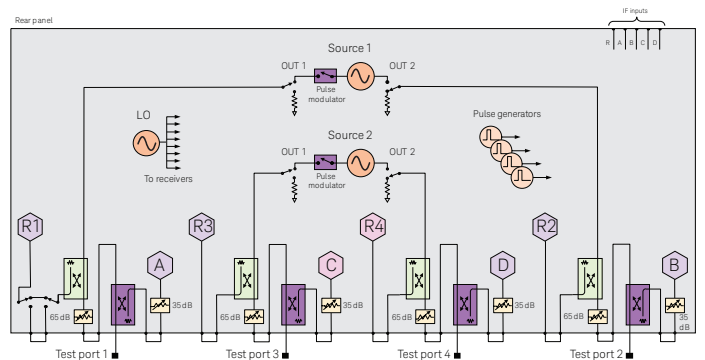 IF inputs
Rear panel
R A B C D
Source 1
OUT 1
OUT 2
Pulse
modulator
LO
To receivers
Source 2
OUT 1
OUT 2
Pulse
modulator
Pulse generators
R1
R3
R4
R2
A
C
D
B
65 dB
35 dB
65 dB
35 dB
65 dB
35 dB
65 dB
35
dB
Test port 1
Test port 3
Test port 4
Test port 2